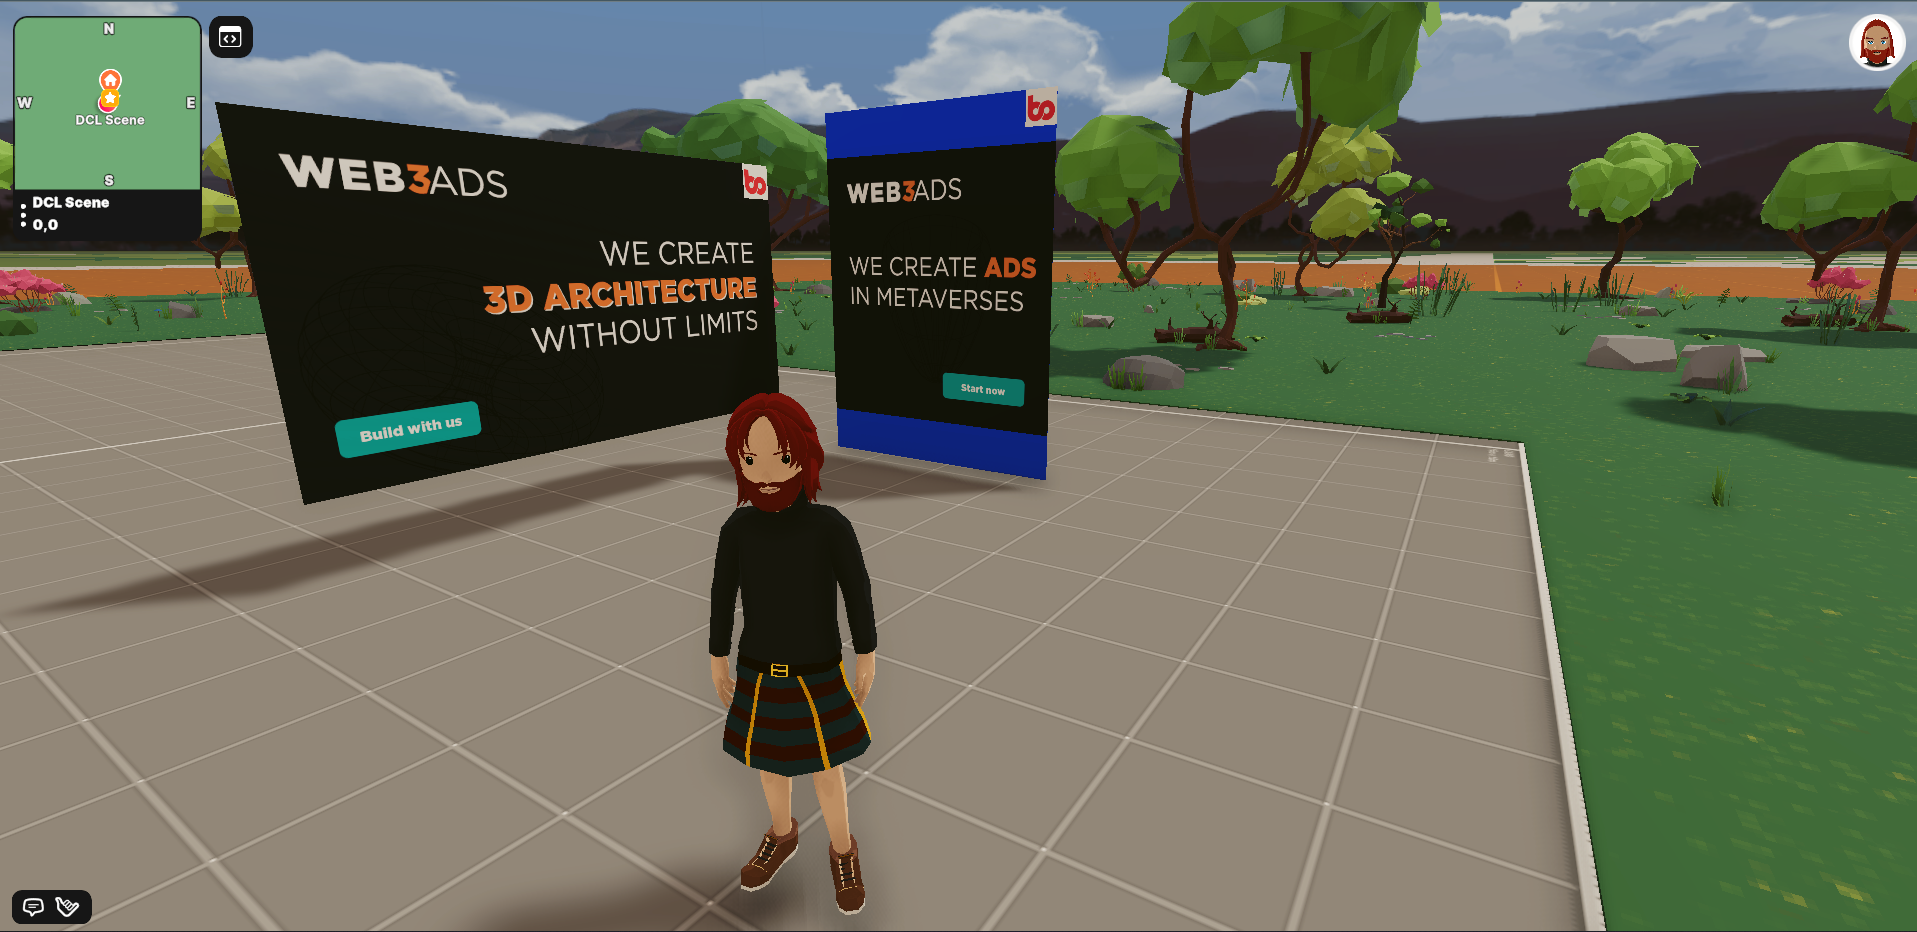 N
W
E
DCL Scene
S
DCL Scene
0,0
WEB3ADS
WE CREATE
3D ARCHITECTURE
WITHOUT LIMITS
Build with us
WEB3ADS
WE CREATE ADS
IN METAVERSES
Start now